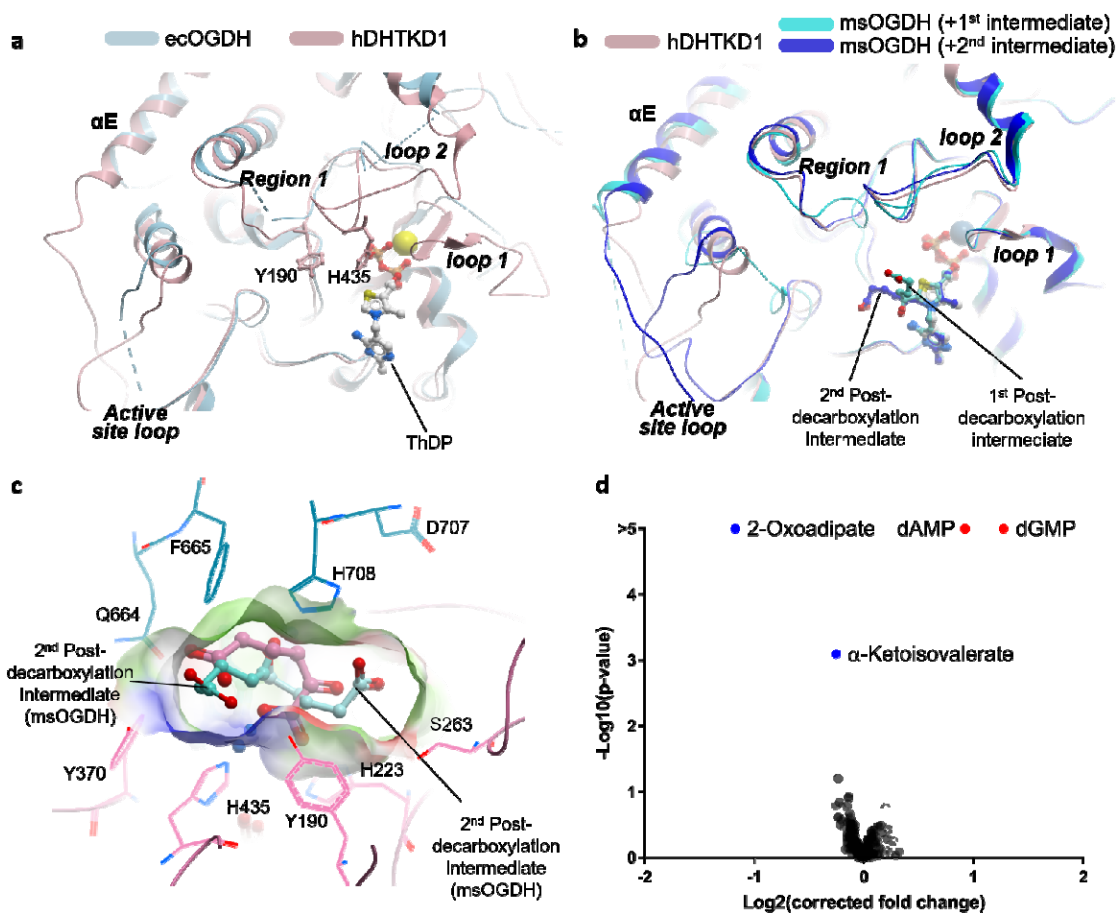 a
ecOGDH
hDHTKD1
αE
loop 2
Region 1
Y190
H435
loop 1
Active
site loop
ThDP
b
hDHTKD1
msOGDH (+1st intermediate)
msOGDH (+2nd intermediate)
αE
loop 2
Region 1
loop 1
Active
site loop
2nd Post-
decarboxylation
Intermediate
1st Post-
decarboxylation
intermeciate
c
F665
D707
H708
Q664
2nd Post-
decarboxylation
Intermediate
(msOGDH)
S263
Y370
H223
H435
Y190
2nd Post-
decarboxylation
Intermediate
(msOGDH)
d
>5
4
3
2
1
0
-Log10(p-value)
2-Oxoadipate
dAMP
dGMP
α-Ketoisovalerate
-2
-1
0
1
2
Log2(corrected fold change)